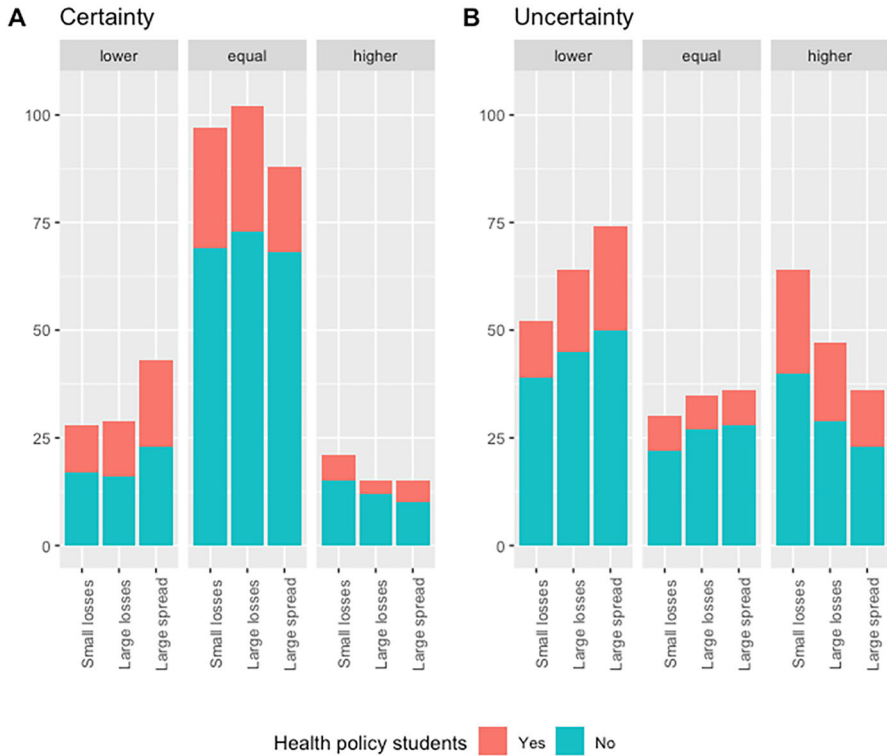 A Certainty
B Uncertainty
lower equal higher
lower equal higher
100
75
50
25
0
100
75
50
25
0
Small losses
Large losses
Large spread
Small losses
Large losses
Large spread
Small losses
Large losses
Large spread
Small losses
Large losses
Large spread
Small losses
Large losses
Large spread
Small losses
Large losses
Large spread
Health policy students Yes No